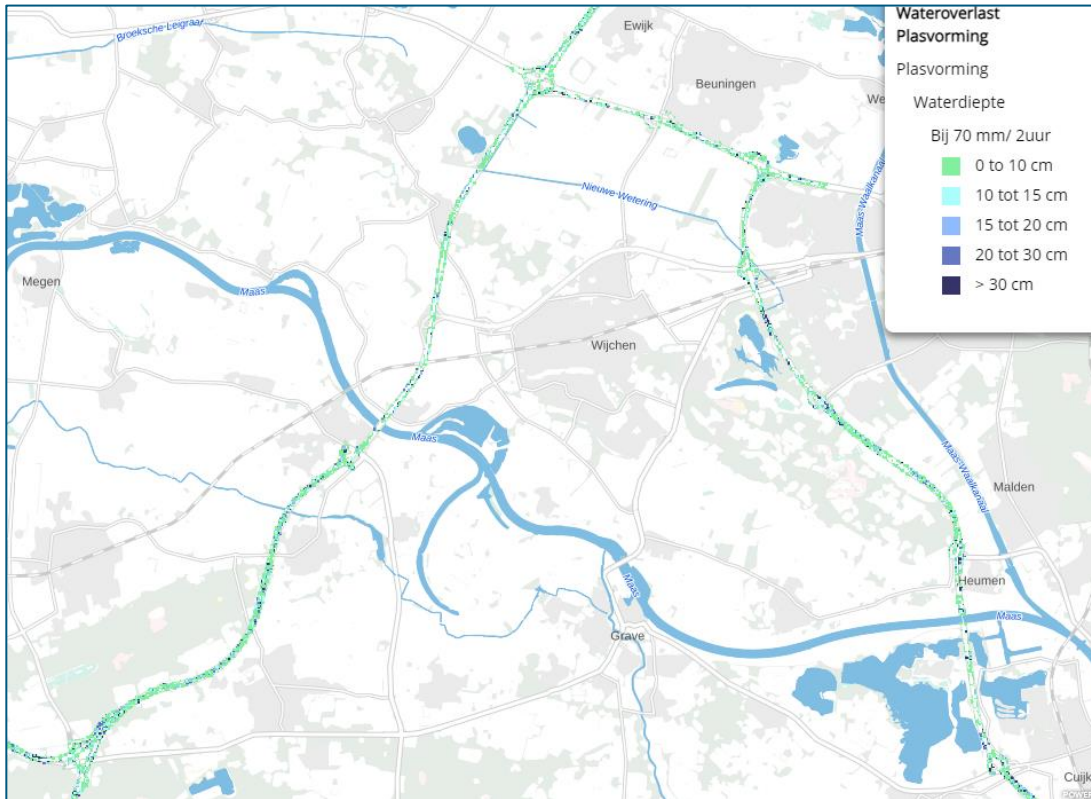 Wateroverlast
Plasvorming
Plasvorming
Waterdiepte
Bij 70 mm/ 2uur
0 to 10 cm
10 tot 15 cm
15 tot 20 cm
20 tot 30 cm
> 30 cm
Broeksche Leigraaf
Ewijk
Beuningen
We
Nieuwe Wetering
Maas-Waalkanaal
Megen
Maas
Wijchen
Maas
Maas-Waalkanaal
Malden
Maas
Heumen
Maas
Grave
Cuijk